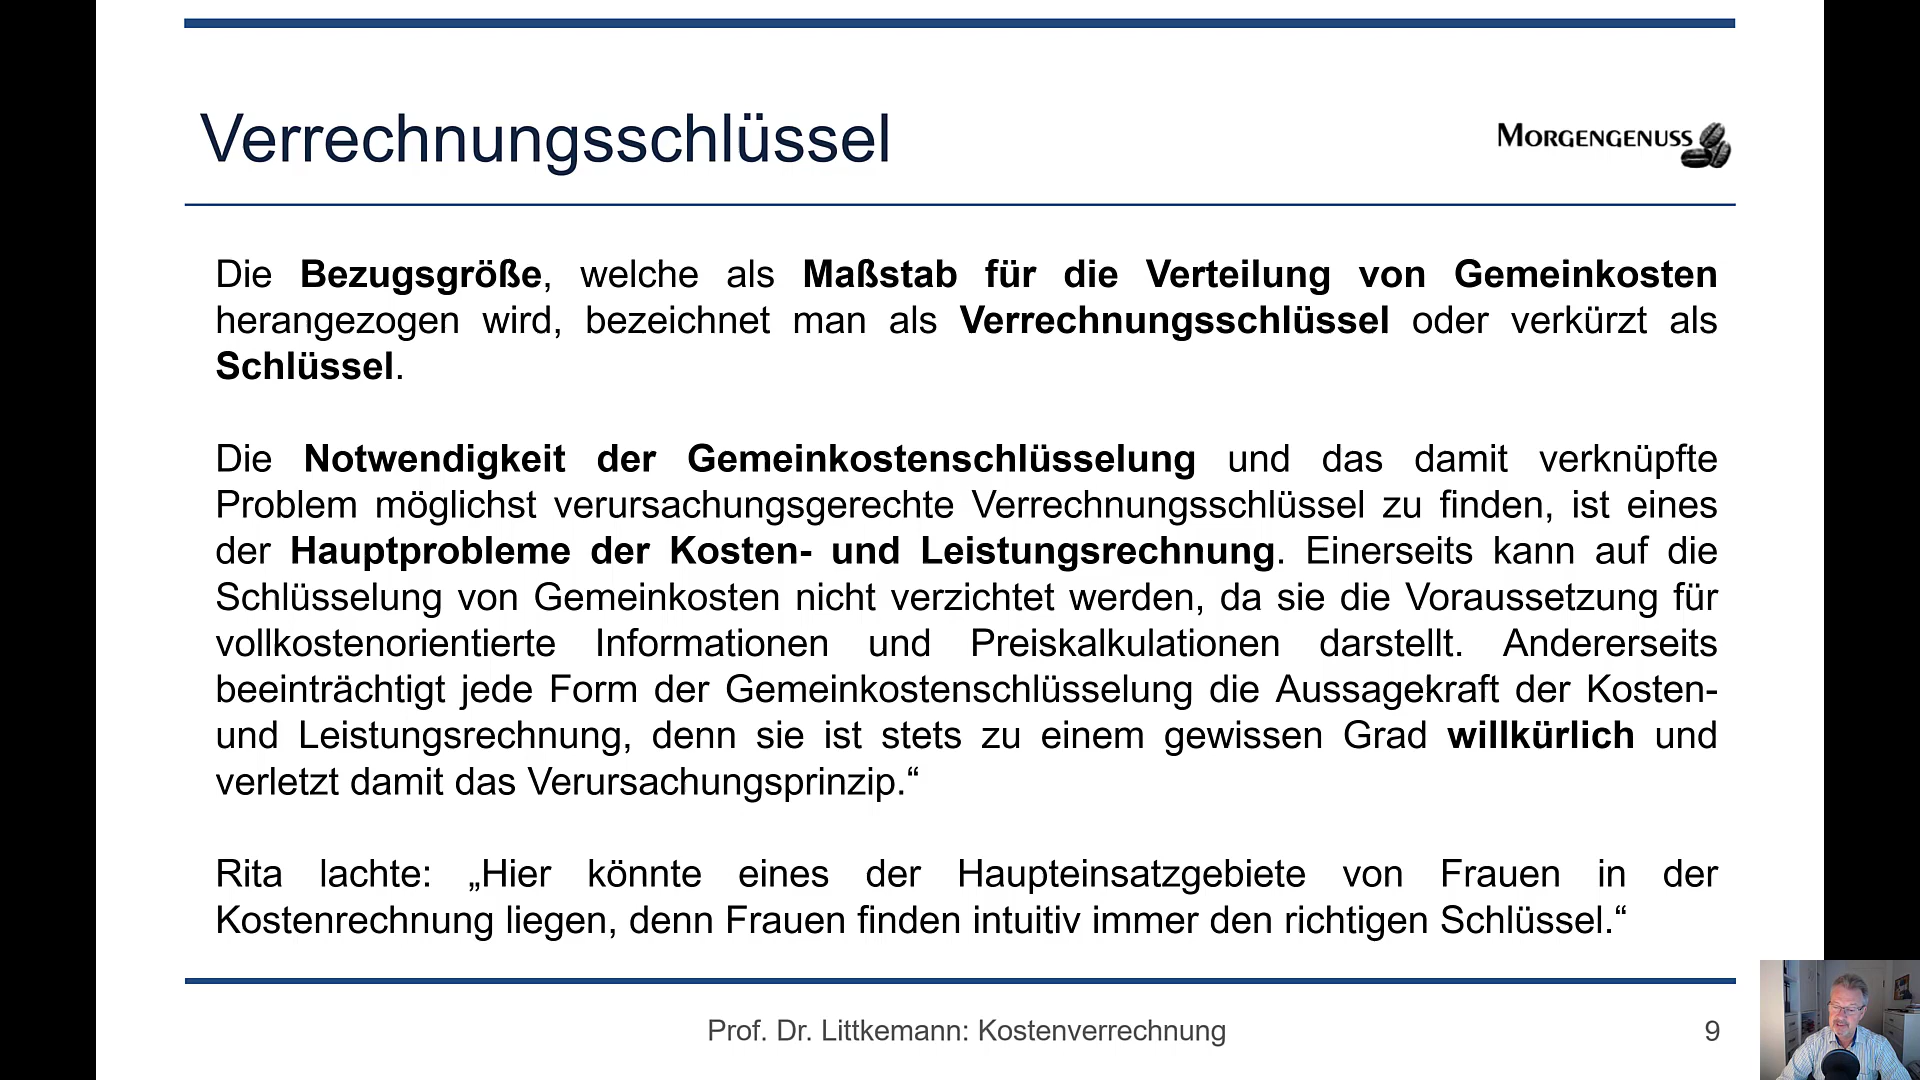 Verrechnungsschlüssel
MORGENGENUSS
Die Bezugsgröße, welche als Maßstab für die Verteilung von Gemeinkosten
herangezogen wird, bezeichnet man als Verrechnungsschlüssel oder verkürzt als
Schlüssel.
Die Notwendigkeit der Gemeinkostenschlüsselung und das damit verknüpfte
Problem möglichst verursachungsgerechte Verrechnungsschlüssel zu finden, ist eines
der Hauptprobleme der Kosten- und Leistungsrechnung. Einerseits kann auf die
Schlüsselung von Gemeinkosten nicht verzichtet werden, da sie die Voraussetzung für
vollkostenorientierte Informationen und Preiskalkulationen darstellt. Andererseits
beeinträchtigt jede Form der Gemeinkostenschlüsselung die Aussagekraft der Kosten-
und Leistungsrechnung, denn sie ist stets zu einem gewissen Grad willkürlich und
verletzt damit das Verursachungsprinzip.“
Rita lachte: „Hier könnte eines der Haupteinsatzgebiete von Frauen in der
Kostenrechnung liegen, denn Frauen finden intuitiv immer den richtigen Schlüssel.“
Prof. Dr. Littkemann: Kostenverrechnung
9